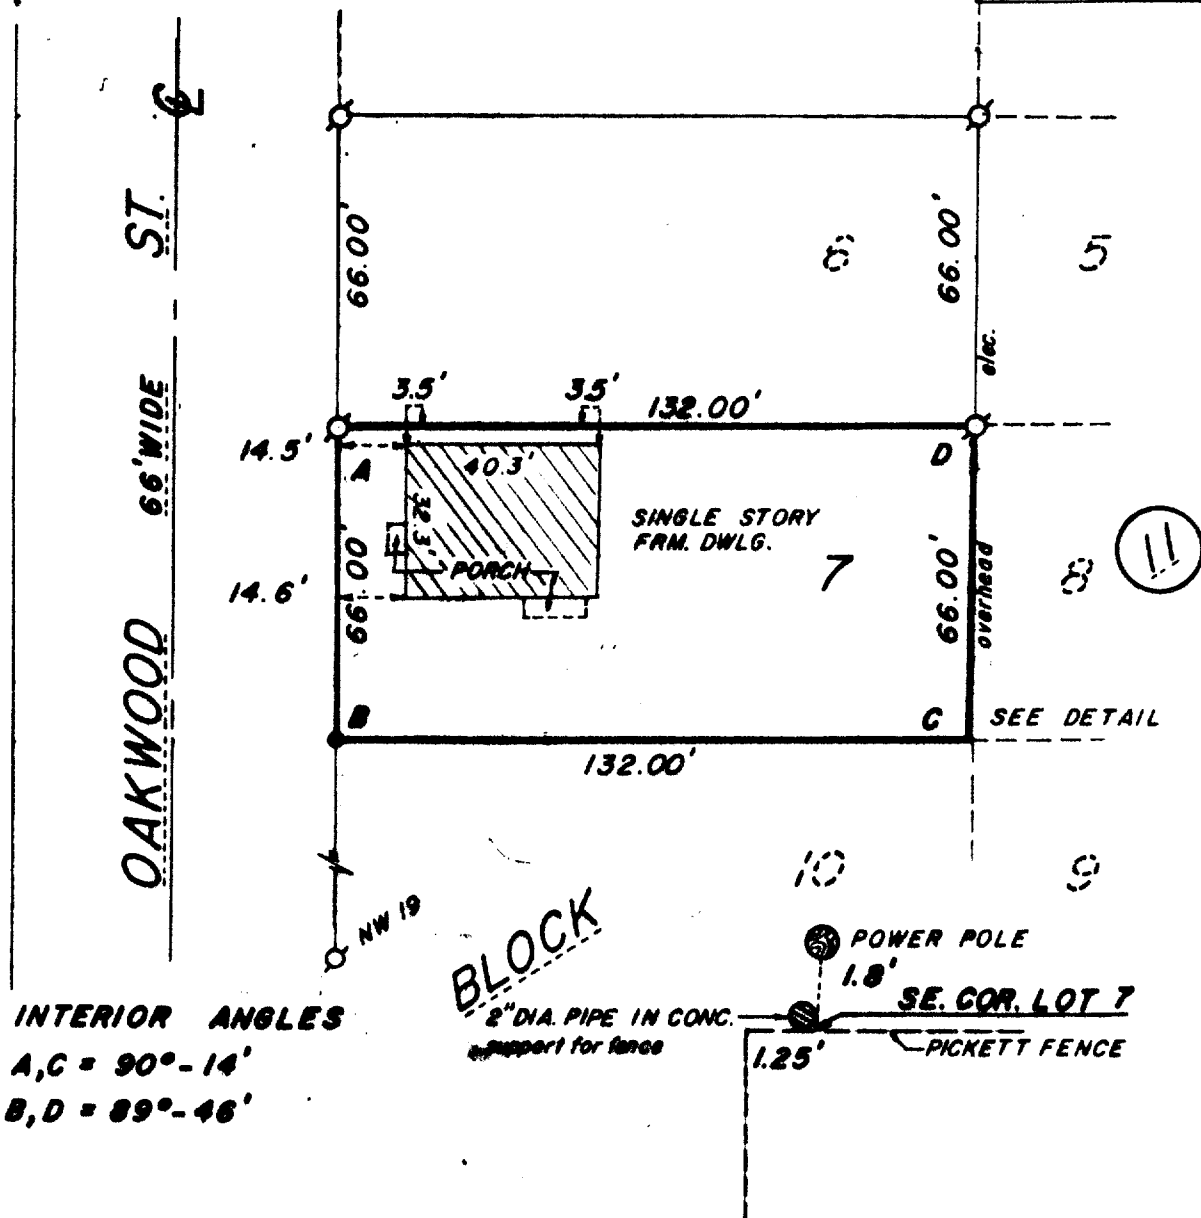 ℄
ST.
66' WIDE
OAKWOOD
66.00'
66.00'
6
5
elec.
3.5'
3.5'
132.00'
14.5'
A
40.3'
D
32.3'
SINGLE STORY
FRM. DWLG.
PORCH
7
14.6'
66.00'
66.00'
overhead
8
11
B
C
SEE DETAIL
132.00'
10
9
NW 19
BLOCK
POWER POLE
1.8'
SE. COR. LOT 7
2" DIA. PIPE IN CONC.
support for fence
1.25'
PICKETT FENCE
INTERIOR ANGLES
A,C = 90°-14'
B,D = 89°-46'